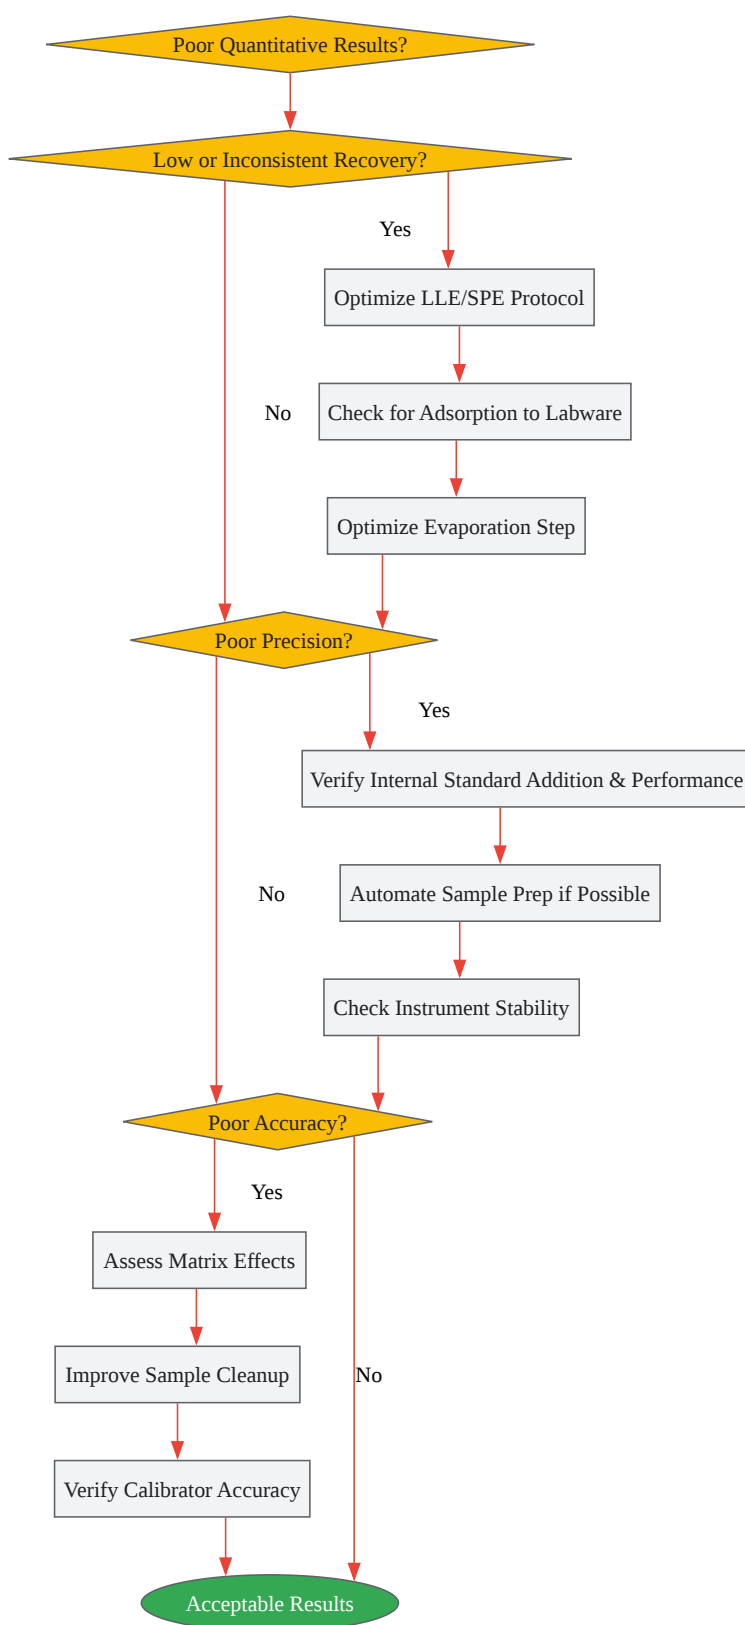 Poor Quantitative Results?
Low or Inconsistent Recovery?
Yes
Optimize LLE/SPE Protocol
No
Check for Adsorption to Labware
Optimize Evaporation Step
Poor Precision?
Yes
Verify Internal Standard Addition & Performance
No
Automate Sample Prep if Possible
Check Instrument Stability
Poor Accuracy?
Yes
Assess Matrix Effects
Improve Sample Cleanup
No
Verify Calibrator Accuracy
Acceptable Results